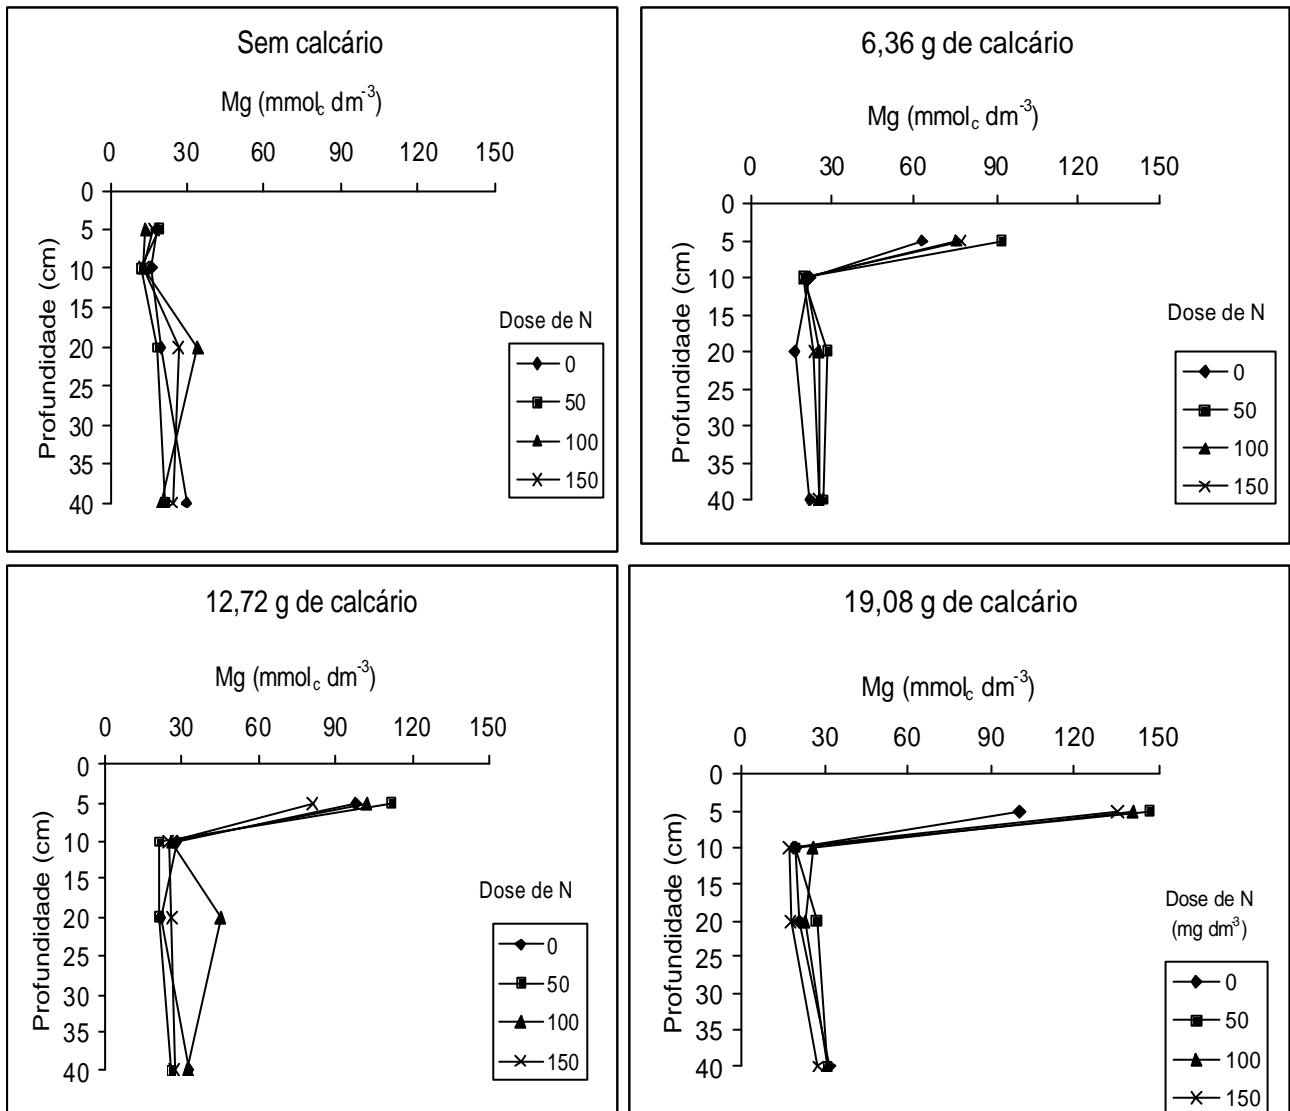 Sem calcário
Mg (mmolc dm-3)
0 30 60 90 120 150
0
5
10
15
20
25
30
35
40
Profundidade (cm)
Dose de N
0
50
100
150
6,36 g de calcário
Mg (mmolc dm-3)
0 30 60 90 120 150
0
5
10
15
20
25
30
35
40
Profundidade (cm)
Dose de N
0
50
100
150
12,72 g de calcário
Mg (mmolc dm-3)
0 30 60 90 120 150
0
5
10
15
20
25
30
35
40
Profundidade (cm)
Dose de N
0
50
100
150
19,08 g de calcário
Mg (mmolc dm-3)
0 30 60 90 120 150
0
5
10
15
20
25
30
35
40
Profundidade (cm)
Dose de N
(mg dm3)
0
50
100
150